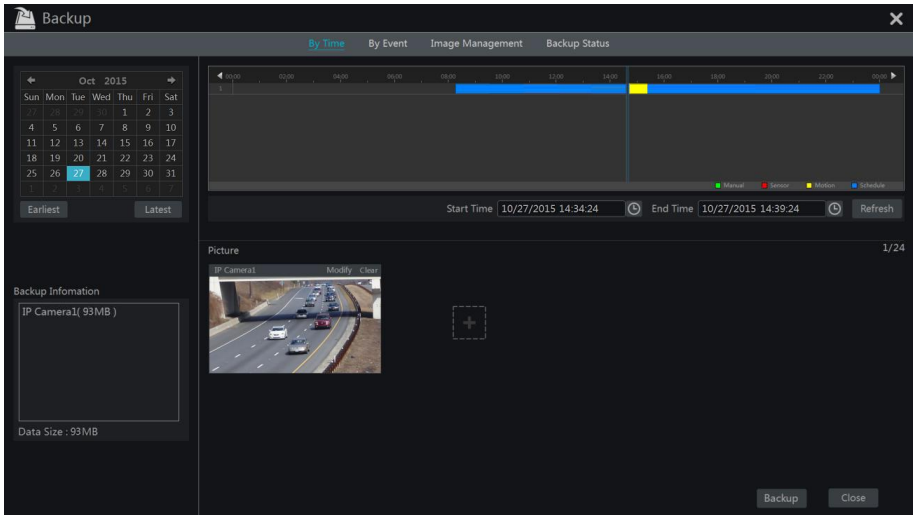 Backup
By Time By Event Image Management Backup Status
Oct 2015
Sun Mon Tue Wed Thu Fri Sat
27 28 29 30 1 2 3
4 5 6 7 8 9 10
11 12 13 14 15 16 17
18 19 20 21 22 23 24
25 26 27 28 29 30 31
1 2 3 4 5 6 7
Earliest Latest
00:00 02:00 04:00 06:00 08:00 10:00 12:00 14:00 16:00 18:00 20:00 22:00 00:00
1
Manual Sensor Motion Schedule
Start Time 10/27/2015 14:34:24 End Time 10/27/2015 14:39:24 Refresh
Picture 1/24
IP Camera1 Modify Clear
Backup Infomation
IP Camera1( 93MB )
Data Size : 93MB
Backup Close